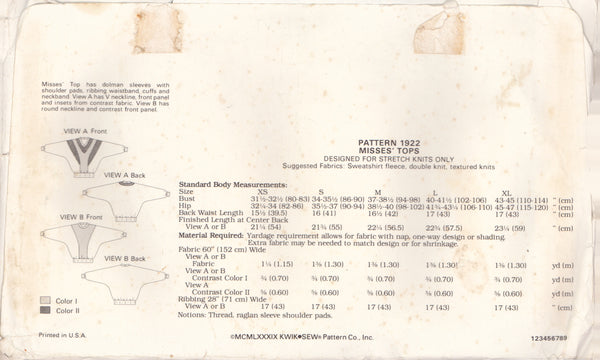 Misses' Top has dolman sleeves with
shoulder pads, ribbing waistband, cuffs and
neckband. View A has V neckline, front panel
and insets from contrast fabric. View B has
round neckline and contrast front panel.
VIEW A Front
VIEW A Back
VIEW B Front
VIEW B Back
Color I
Color II
Printed in U.S.A.
PATTERN 1922
MISSES' TOPS
DESIGNED FOR STRETCH KNITS ONLY
Suggested Fabrics: Sweatshirt fleece, double knit, textured knits
Standard Body Measurements:
Size XS S M L XL
Bust 31½-32½ (80-83) 34-35½ (86-90) 37-38½ (94-98) 40-41½ (102-106) 43-45 (110-114) " (cm)
Hip 32¼-34 (82-86) 35½-37 (90-94) 38½-40 (98-102) 41¾-43¼ (106-110) 45-47 (115-120) " (cm)
Back Waist Length 15½ (39.5) 16 (41) 16½ (42) 17 (43) 17 (43) " (cm)
Finished Length at Center Back
View A or B 21¼ (54) 21¾ (55) 22¼ (56.5) 22¾ (57.5) 23¼ (59) " (cm)
Material Required: Yardage requirement allows for fabric with nap, one-way design or shading.
Extra fabric may be needed to match design or for shrinkage.
Fabric 60" (152 cm) Wide
View A or B
Fabric 1¼ (1.15) 1⅜ (1.30) 1⅜ (1.30) 1⅜ (1.30) 1⅜ (1.30) yd (m)
View A or B
Contrast Color I ¾ (0.70) ¾ (0.70) ¾ (0.70) ¾ (0.70) ¾ (0.70) yd (m)
View A
Contrast Color II ⅝ (0.60) ⅝ (0.60) ⅝ (0.60) ⅝ (0.60) ⅝ (0.60) yd (m)
Ribbing 28" (71 cm) Wide
View A or B 17 (43) 17 (43) 17 (43) 17 (43) 17 (43) " (cm)
Notions: Thread, raglan sleeve shoulder pads.
©MCMLXXXIX KWIK•SEW® Pattern Co., Inc.
123456789